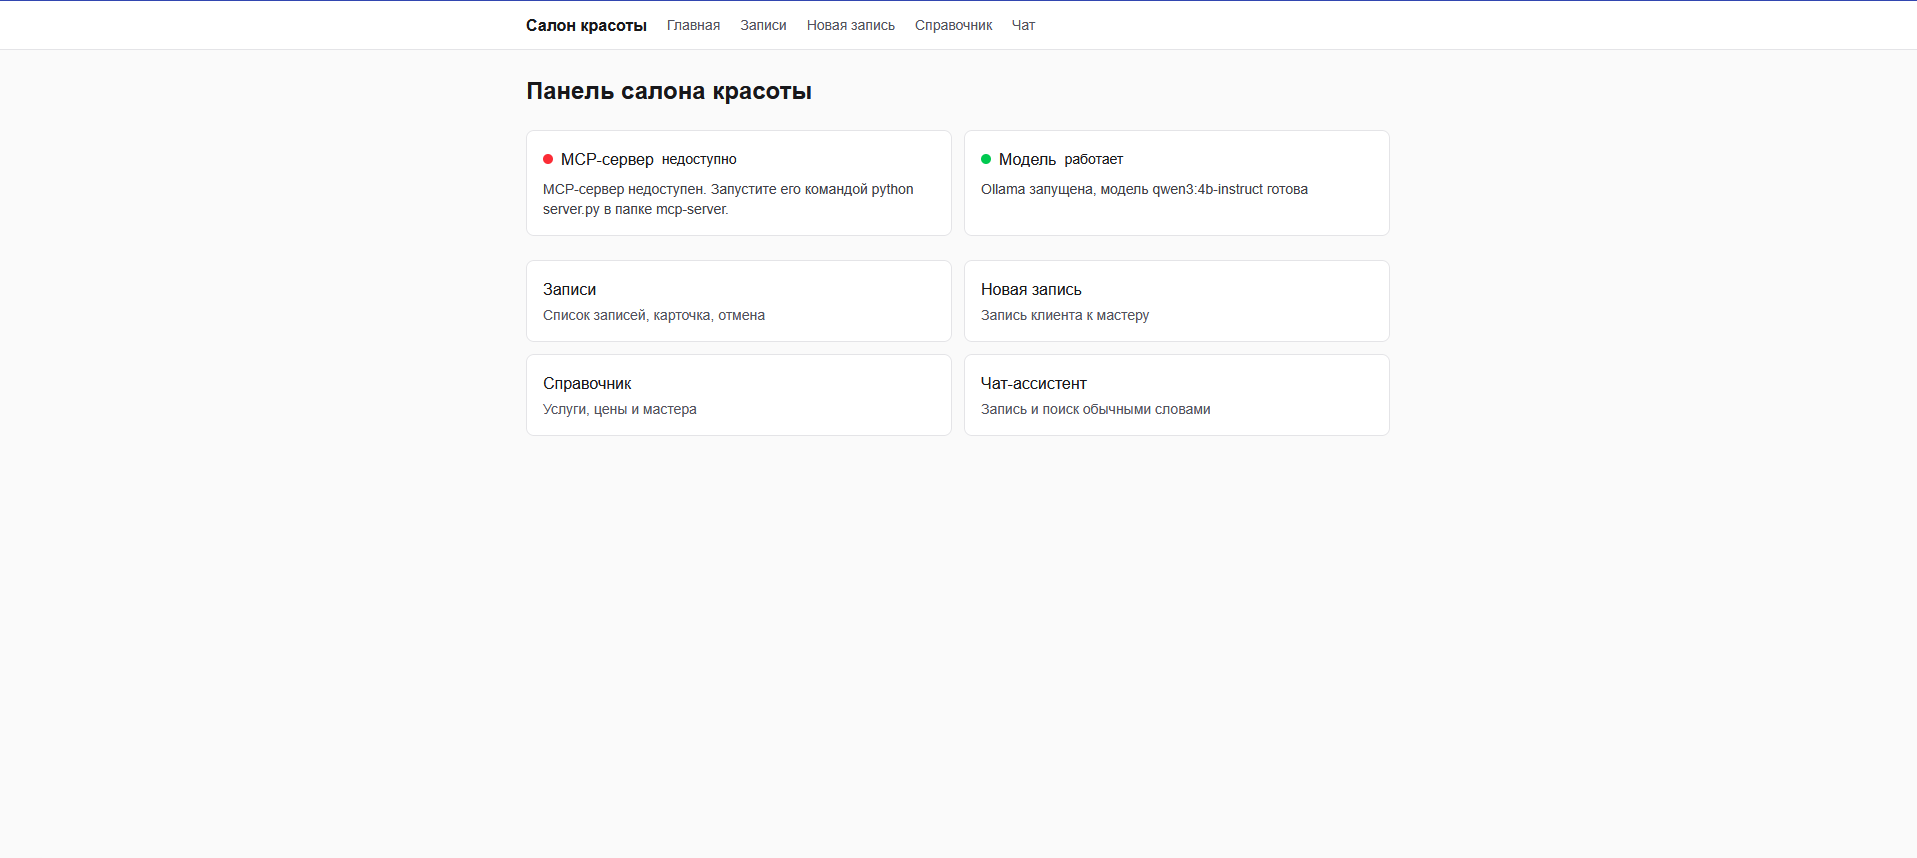 Салон красоты Главная Записи Новая запись Справочник Чат
Панель салона красоты
MCP-сервер недоступно
MCP-сервер недоступен. Запустите его командой python
server.py в папке mcp-server.
Модель работает
Ollama запущена, модель qwen3:4b-instruct готова
Записи
Список записей, карточка, отмена
Новая запись
Запись клиента к мастеру
Справочник
Услуги, цены и мастера
Чат-ассистент
Запись и поиск обычными словами